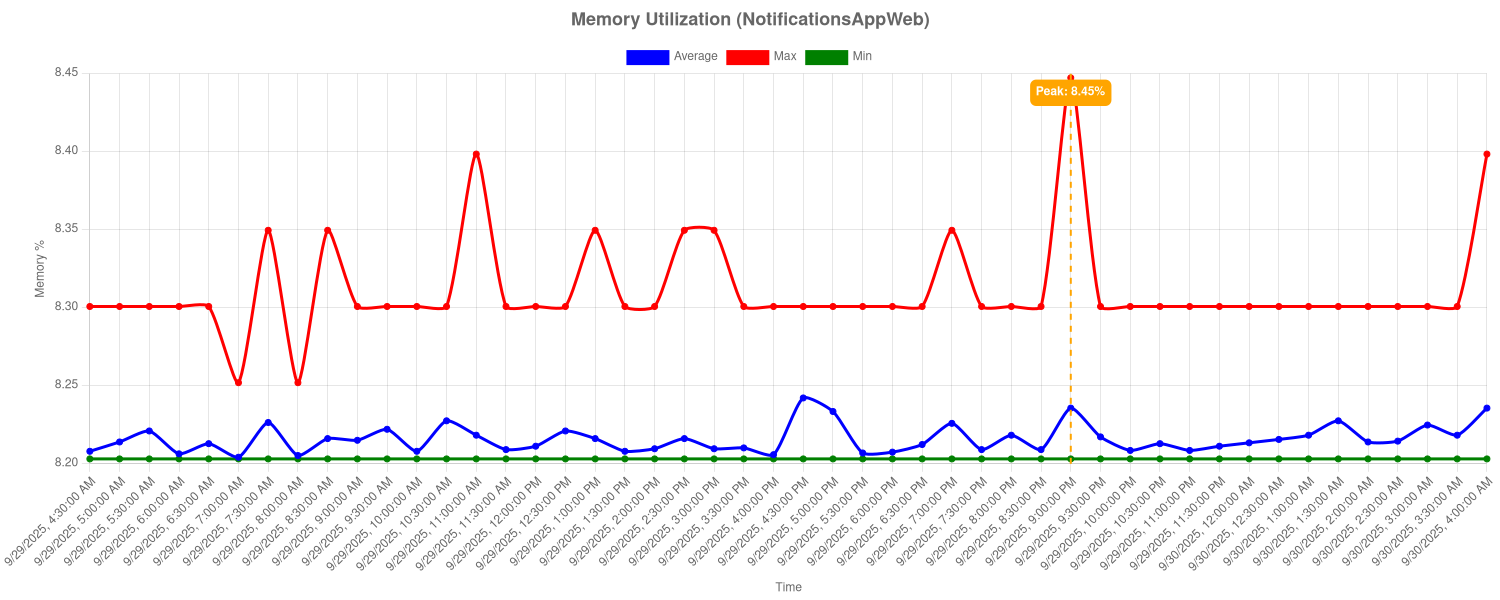 Memory Utilization (NotificationsAppWeb)
Average Max Min
8.45
Peak: 8.45%
8.40
8.35
8.30
8.25
8.20
Memory %
9/29/2025, 4:30:00 AM
9/29/2025, 5:00:00 AM
9/29/2025, 5:30:00 AM
9/29/2025, 6:00:00 AM
9/29/2025, 6:30:00 AM
9/29/2025, 7:00:00 AM
9/29/2025, 7:30:00 AM
9/29/2025, 8:00:00 AM
9/29/2025, 8:30:00 AM
9/29/2025, 9:00:00 AM
9/29/2025, 9:30:00 AM
9/29/2025, 10:00:00 AM
9/29/2025, 10:30:00 AM
9/29/2025, 11:00:00 AM
9/29/2025, 11:30:00 AM
9/29/2025, 12:00:00 PM
9/29/2025, 12:30:00 PM
9/29/2025, 1:00:00 PM
9/29/2025, 1:30:00 PM
9/29/2025, 2:00:00 PM
9/29/2025, 2:30:00 PM
9/29/2025, 3:00:00 PM
9/29/2025, 3:30:00 PM
9/29/2025, 4:00:00 PM
9/29/2025, 4:30:00 PM
9/29/2025, 5:00:00 PM
9/29/2025, 5:30:00 PM
9/29/2025, 6:00:00 PM
9/29/2025, 6:30:00 PM
9/29/2025, 7:00:00 PM
9/29/2025, 7:30:00 PM
9/29/2025, 8:00:00 PM
9/29/2025, 8:30:00 PM
9/29/2025, 9:00:00 PM
9/29/2025, 9:30:00 PM
9/29/2025, 10:00:00 PM
9/29/2025, 10:30:00 PM
9/29/2025, 11:00:00 PM
9/29/2025, 11:30:00 PM
9/30/2025, 12:00:00 AM
9/30/2025, 12:30:00 AM
9/30/2025, 1:00:00 AM
9/30/2025, 1:30:00 AM
9/30/2025, 2:00:00 AM
9/30/2025, 2:30:00 AM
9/30/2025, 3:00:00 AM
9/30/2025, 3:30:00 AM
9/30/2025, 4:00:00 AM
Time